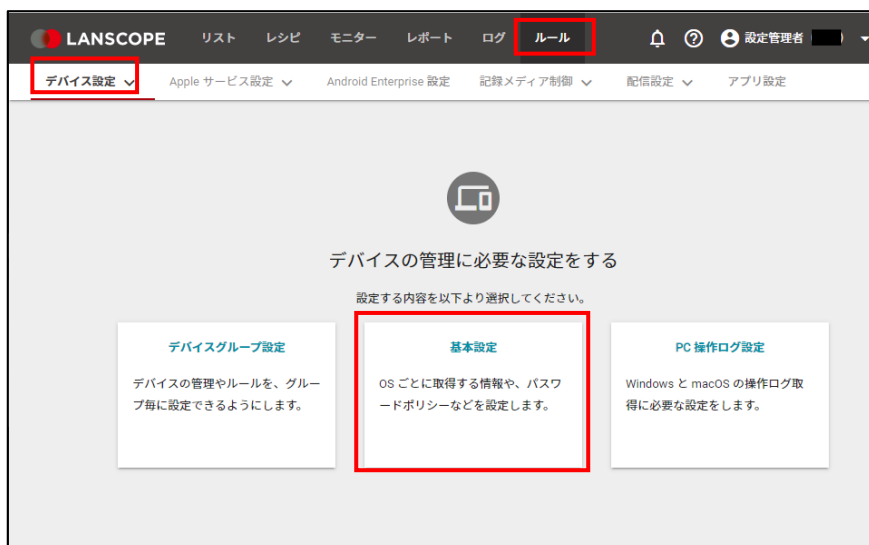 LANSCOPE リスト レシピ モニター レポート ログ ルール 設定管理者
デバイス設定 Apple サービス設定 Android Enterprise 設定 記録メディア制御 配信設定 アプリ設定
デバイスの管理に必要な設定をする
設定する内容を以下より選択してください。
デバイスグループ設定
デバイスの管理やルールを、グルー
プ毎に設定できるようにします。
基本設定
OS ごとに取得する情報や、パスワ
ードポリシーなどを設定します。
PC 操作ログ設定
Windows と macOS の操作ログ取
得に必要な設定をします。